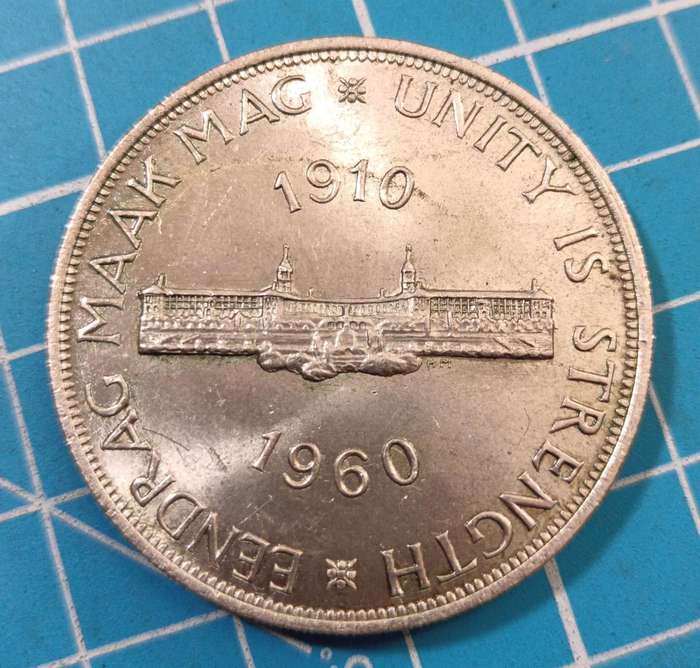 EENDRAG MAAK MAG
UNITY IS STRENGTH
1910
1960